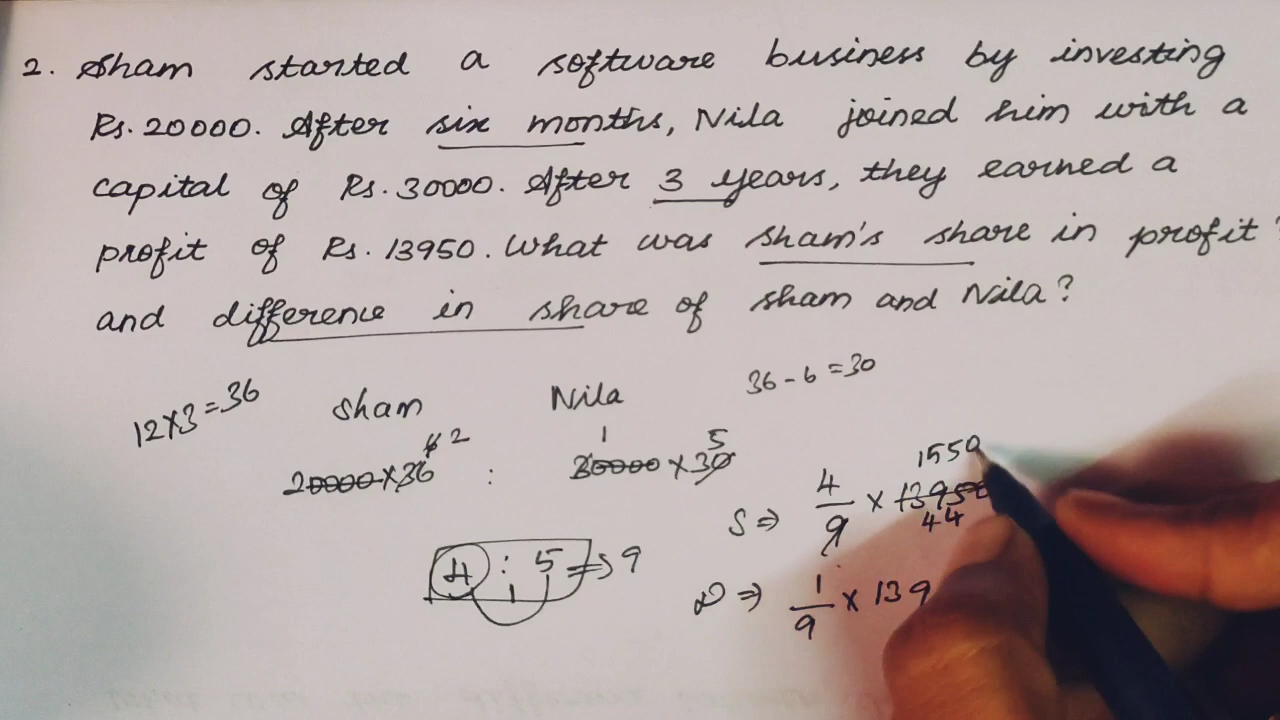 2. Sham started a software business by investing
Rs. 20000. After six months, Nila joined him with a
capital of Rs. 30000. After 3 years, they earned a
profit of Rs. 13950. What was sham's share in profit?
and difference in share of sham and Nila?
12×3=36 Sham Nila 36-6=30
6 2 1 5
20000×36 : 30000×30
1550
S ⇒ 4/9 × 13950
44
4 : 5 ⇒ 9
1
D ⇒ 1/9 × 139